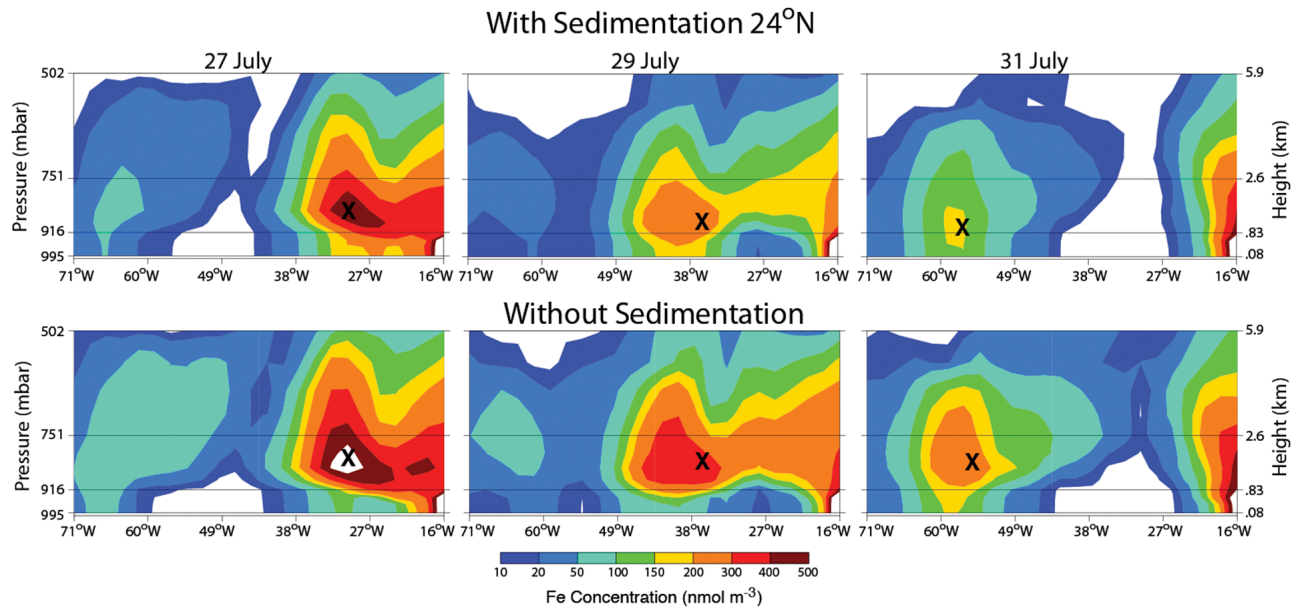 With Sedimentation 24°N
27 July 29 July 31 July
502 5.9
751 2.6
916 .83
995 .08
Pressure (mbar) Height (km)
71°W 60°W 49°W 38°W 27°W 16°W 71°W 60°W 49°W 38°W 27°W 16°W 71°W 60°W 49°W 38°W 27°W 16°W
X X X
Without Sedimentation
502 5.9
751 2.6
916 .83
995 .08
Pressure (mbar) Height (km)
X X X
71°W 60°W 49°W 38°W 27°W 16°W 71°W 60°W 49°W 38°W 27°W 16°W 71°W 60°W 49°W 38°W 27°W 16°W
10 20 50 100 150 200 300 400 500
Fe Concentration (nmol m⁻³)